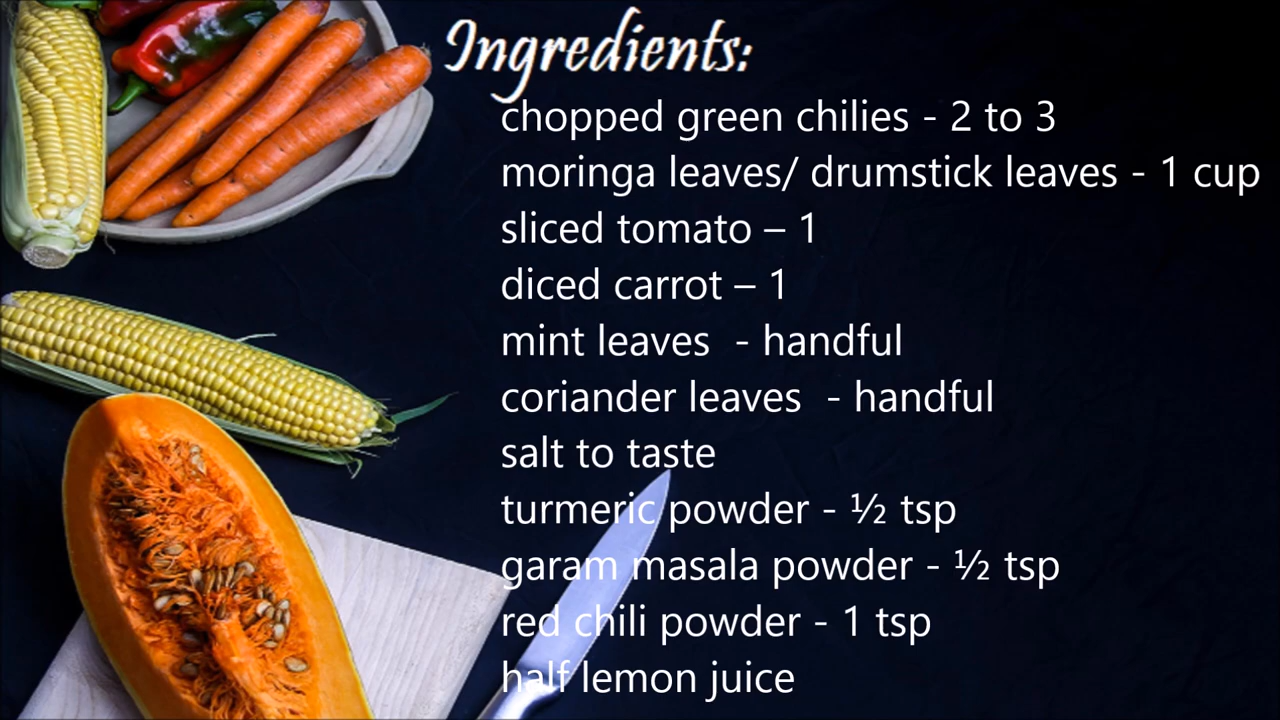 Ingredients:
chopped green chilies - 2 to 3
moringa leaves/ drumstick leaves - 1 cup
sliced tomato – 1
diced carrot – 1
mint leaves  - handful
coriander leaves  - handful
salt to taste
turmeric powder - ½ tsp
garam masala powder - ½ tsp
red chili powder - 1 tsp
half lemon juice